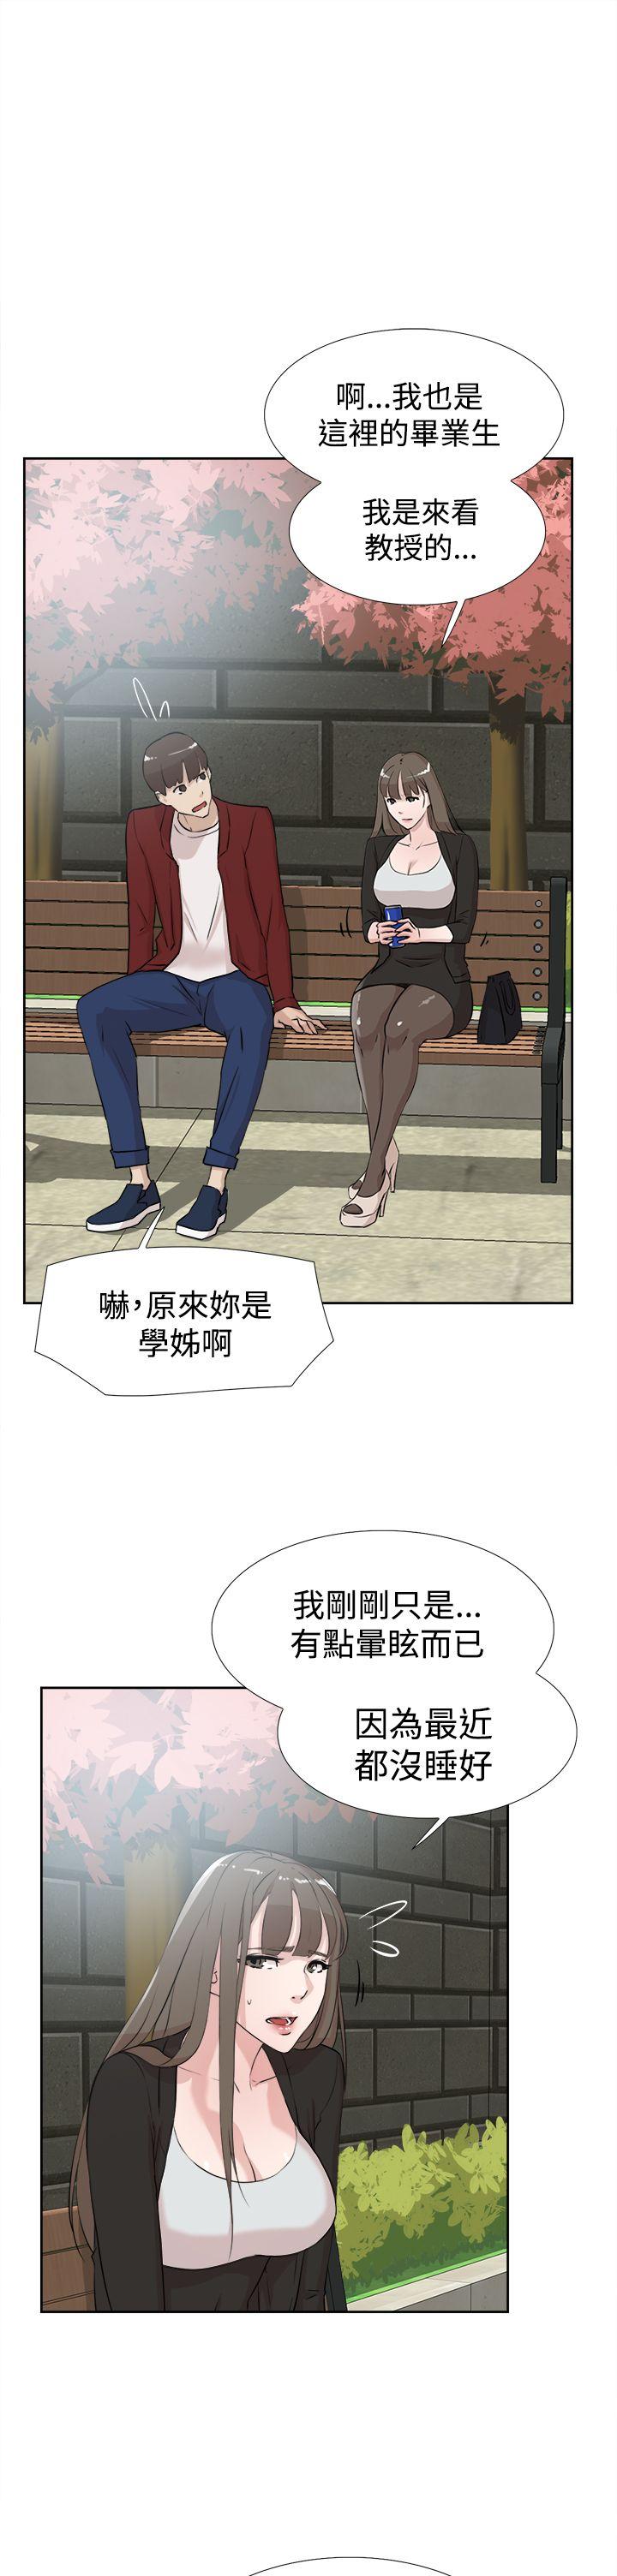 啊...我也是
這裡的畢業生
我是來看
教授的...
嚇，原來妳是
學姊啊
我剛剛只是...
有點暈眩而已
因為最近
都沒睡好